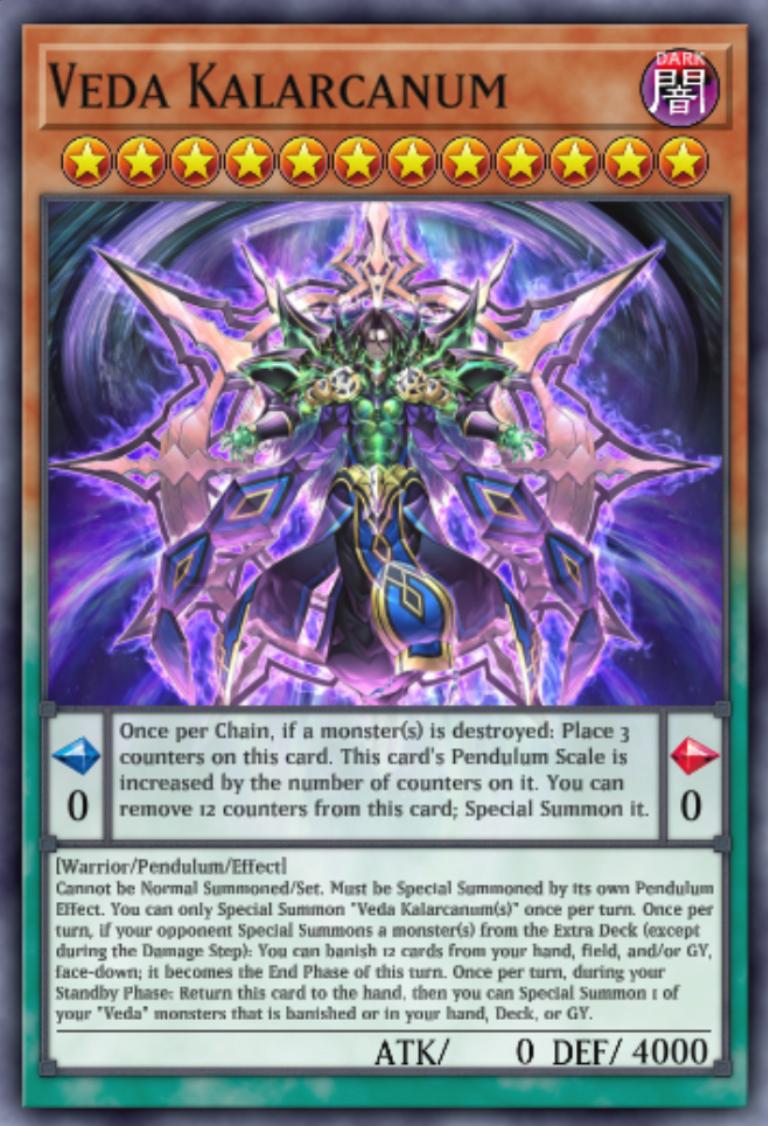 VEDA KALARCANUM
DARK
闇
Once per Chain, if a monster(s) is destroyed: Place 3
counters on this card. This card's Pendulum Scale is
increased by the number of counters on it. You can
remove 12 counters from this card; Special Summon it.
0
0
[Warrior/Pendulum/Effect]
Cannot be Normal Summoned/Set. Must be Special Summoned by its own Pendulum
Effect. You can only Special Summon "Veda Kalarcanum(s)" once per turn. Once per
turn, if your opponent Special Summons a monster(s) from the Extra Deck (except
during the Damage Step): You can banish 12 cards from your hand, field, and/or GY,
face-down; it becomes the End Phase of this turn. Once per turn, during your
Standby Phase: Return this card to the hand, then you can Special Summon 1 of
your "Veda" monsters that is banished or in your hand, Deck, or GY.
ATK/ 0 DEF/ 4000